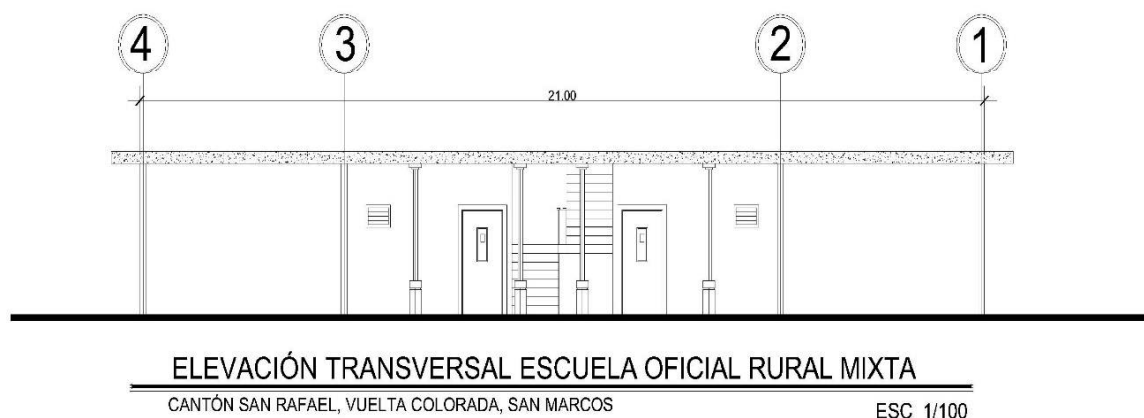 4 3 2 1
21.00
ELEVACIÓN TRANSVERSAL ESCUELA OFICIAL RURAL MIXTA
CANTÓN SAN RAFAEL, VUELTA COLORADA, SAN MARCOS
ESC 1/100